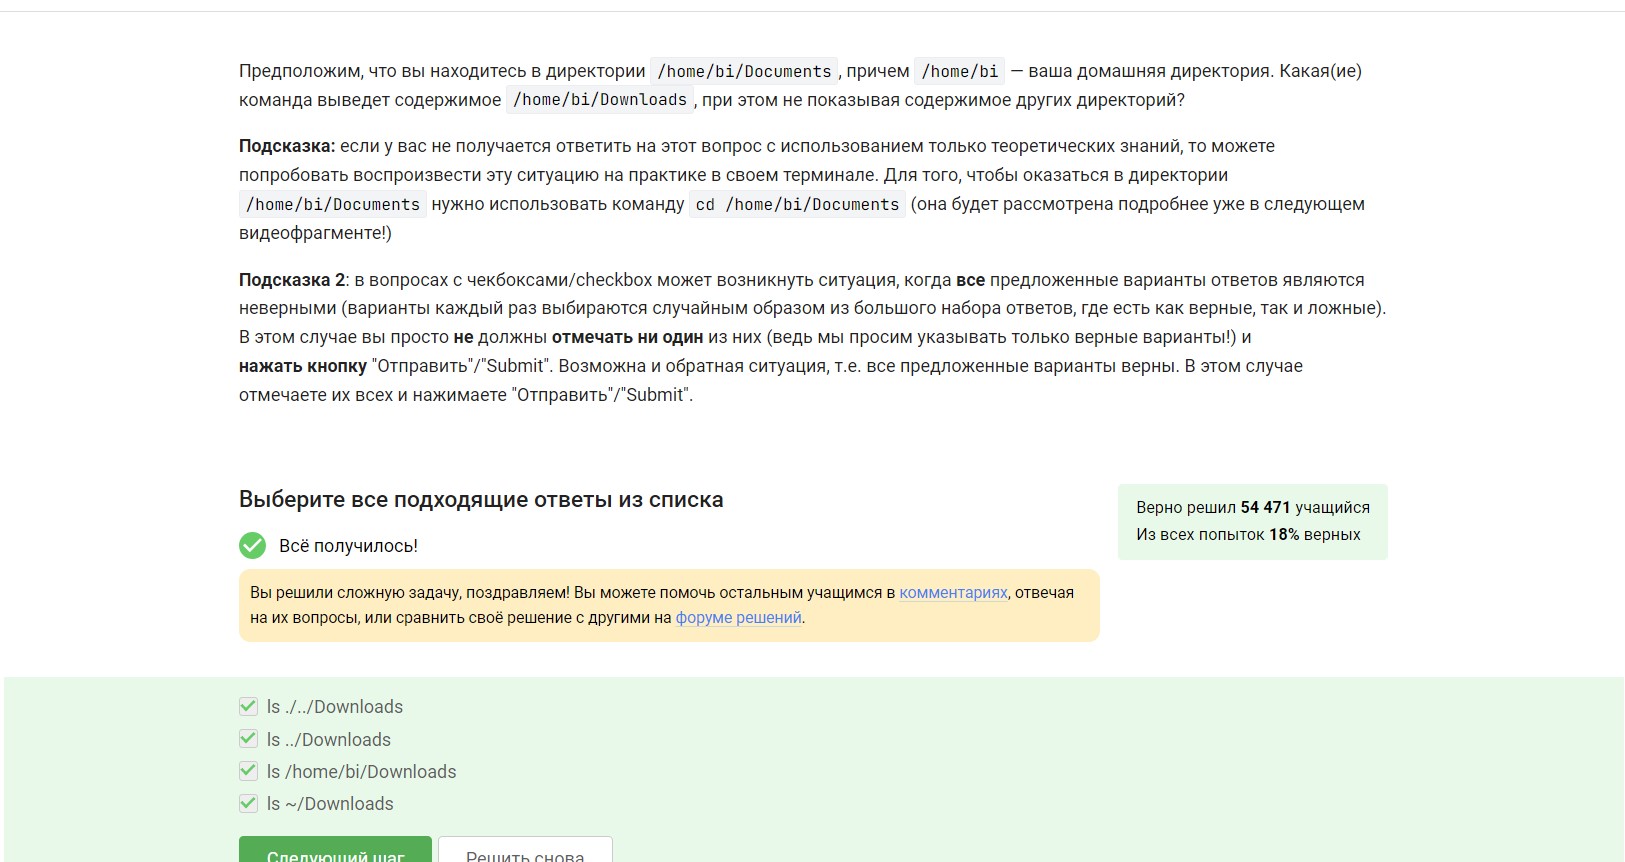 Предположим, что вы находитесь в директории /home/bi/Documents, причем /home/bi — ваша домашняя директория. Какая(ие)
команда выведет содержимое /home/bi/Downloads, при этом не показывая содержимое других директорий?
Подсказка: если у вас не получается ответить на этот вопрос с использованием только теоретических знаний, то можете
попробовать воспроизвести эту ситуацию на практике в своем терминале. Для того, чтобы оказаться в директории
/home/bi/Documents нужно использовать команду cd /home/bi/Documents (она будет рассмотрена подробнее уже в следующем
видеофрагменте!)
Подсказка 2: в вопросах с чекбоксами/checkbox может возникнуть ситуация, когда все предложенные варианты ответов являются
неверными (варианты каждый раз выбираются случайным образом из большого набора ответов, где есть как верные, так и ложные).
В этом случае вы просто не должны отмечать ни один из них (ведь мы просим указывать только верные варианты!) и
нажать кнопку "Отправить"/"Submit". Возможна и обратная ситуация, т.е. все предложенные варианты верны. В этом случае
отмечаете их всех и нажимаете "Отправить"/"Submit".
Выберите все подходящие ответы из списка
Верно решил 54 471 учащийся
Из всех попыток 18% верных
Всё получилось!
Вы решили сложную задачу, поздравляем! Вы можете помочь остальным учащимся в комментариях, отвечая
на их вопросы, или сравнить своё решение с другими на форуме решений.
ls ./../Downloads
ls ../Downloads
ls /home/bi/Downloads
ls ~/Downloads
Следующий шаг
Решить снова